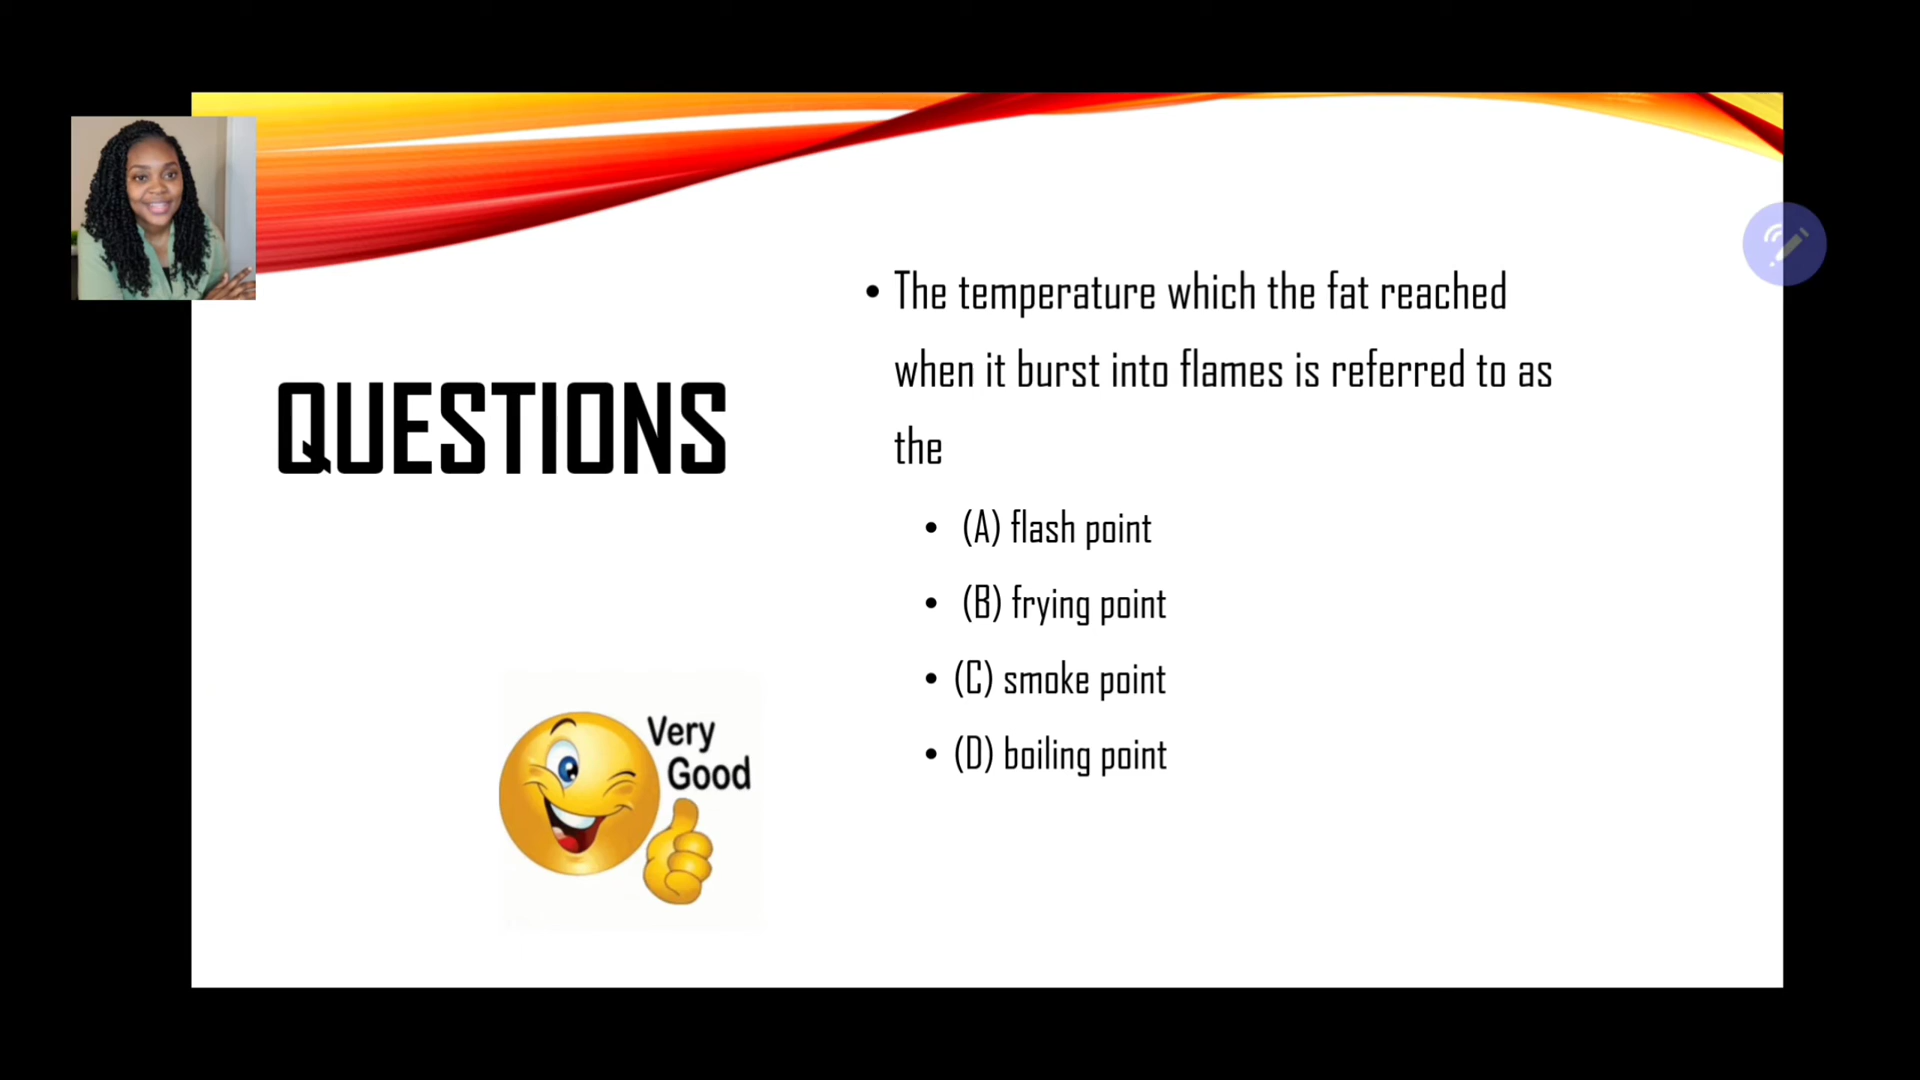 QUESTIONS
• The temperature which the fat reached
when it burst into flames is referred to as
the
• (A) flash point
• (B) frying point
• (C) smoke point
• (D) boiling point
Very
Good